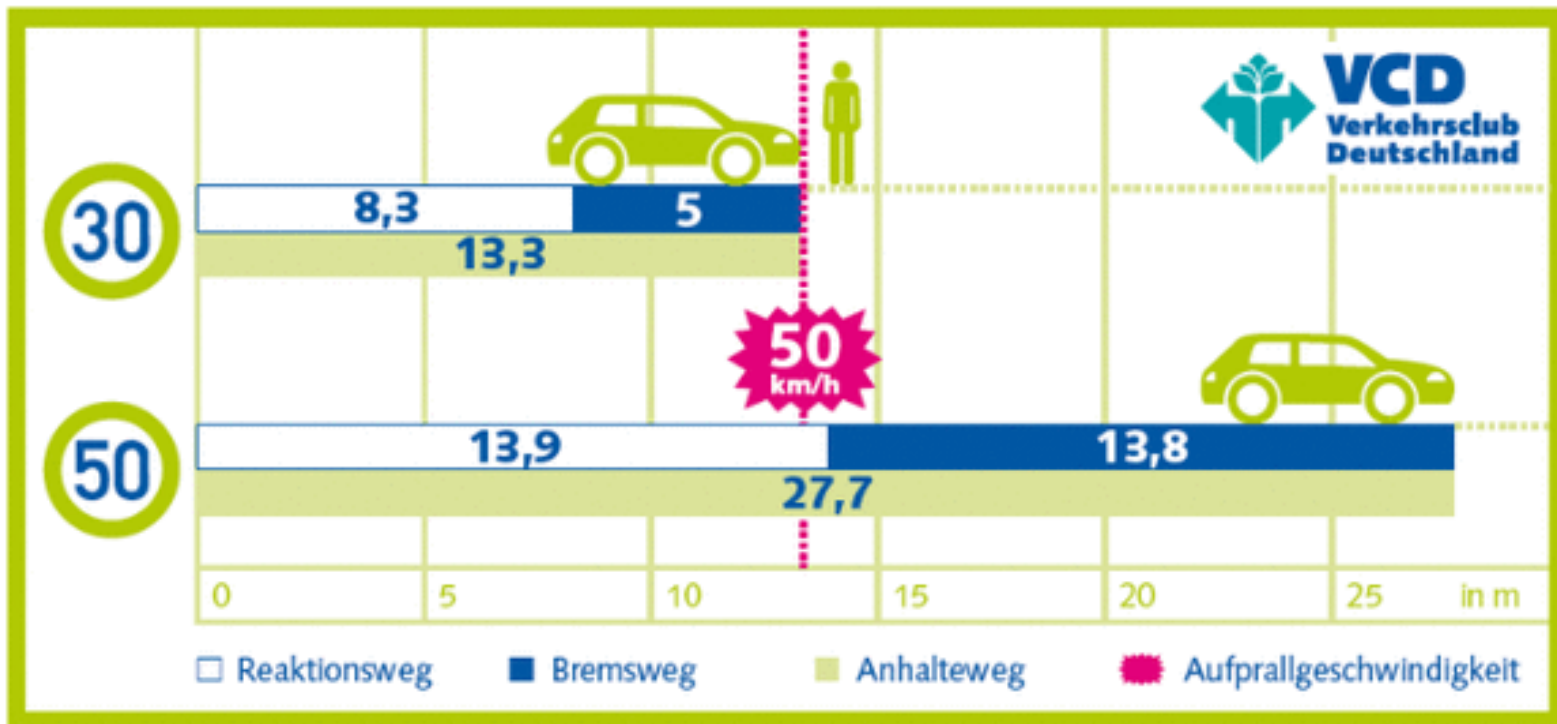 VCD
Verkehrsclub
Deutschland
30
8,3
5
13,3
50
km/h
50
13,9
13,8
27,7
0 5 10 15 20 25 in m
Reaktionsweg Bremsweg Anhalteweg Aufprallgeschwindigkeit